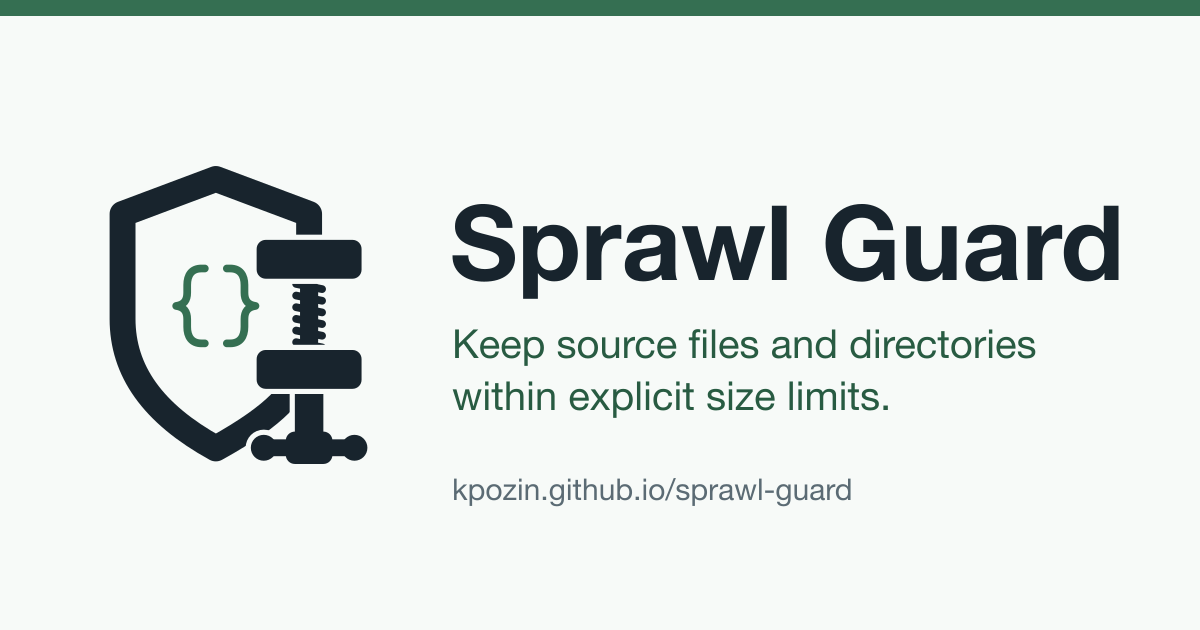 { }
Sprawl Guard
Keep source files and directories
within explicit size limits.
kpozin.github.io/sprawl-guard